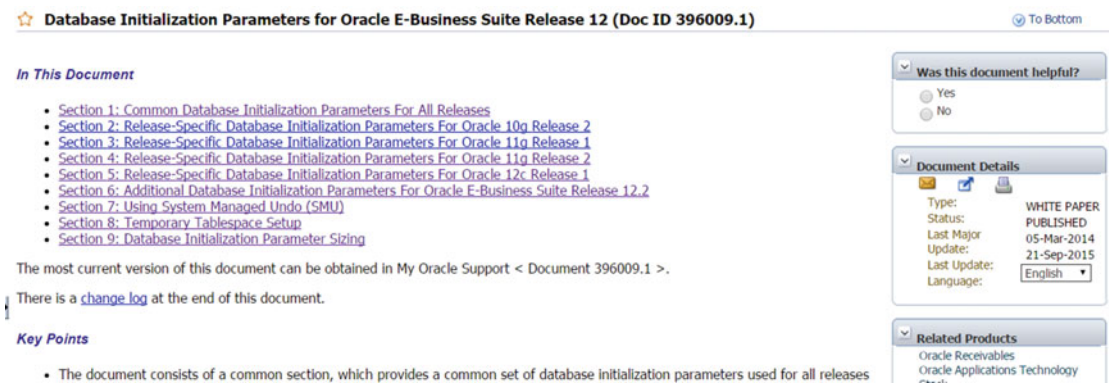 Database Initialization Parameters for Oracle E-Business Suite Release 12 (Doc ID 396009.1)
To Bottom
In This Document
• Section 1: Common Database Initialization Parameters For All Releases
• Section 2: Release-Specific Database Initialization Parameters For Oracle 10g Release 2
• Section 3: Release-Specific Database Initialization Parameters For Oracle 11g Release 1
• Section 4: Release-Specific Database Initialization Parameters For Oracle 11g Release 2
• Section 5: Release-Specific Database Initialization Parameters For Oracle 12c Release 1
• Section 6: Additional Database Initialization Parameters For Oracle E-Business Suite Release 12.2
• Section 7: Using System Managed Undo (SMU)
• Section 8: Temporary Tablespace Setup
• Section 9: Database Initialization Parameter Sizing
The most current version of this document can be obtained in My Oracle Support < Document 396009.1 >.
There is a change log at the end of this document.
Key Points
• The document consists of a common section, which provides a common set of database initialization parameters used for all releases
Was this document helpful?
Yes
No
Document Details
Type: WHITE PAPER
Status: PUBLISHED
Last Major Update: 05-Mar-2014
Last Update: 21-Sep-2015
Language: English
Related Products
Oracle Receivables
Oracle Applications Technology